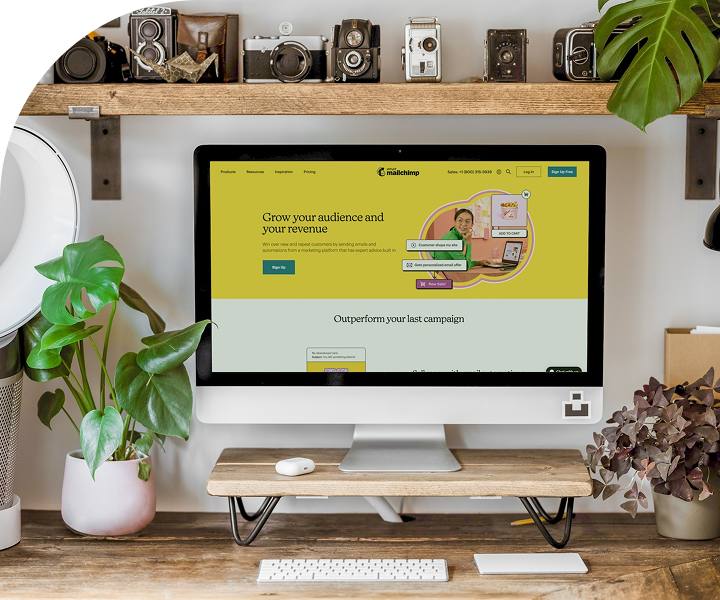 Products Resources Inspiration Pricing
intuit
mailchimp
Sales: +1 (800) 315-5939
Log In
Sign Up Free
Grow your audience and
your revenue
Win over new and repeat customers by sending emails and
automations from a marketing platform that has expert advice built in
Sign Up
ADD TO CART
Customer shops my site
Gets personalized email offer
New Sale!
Outperform your last campaign